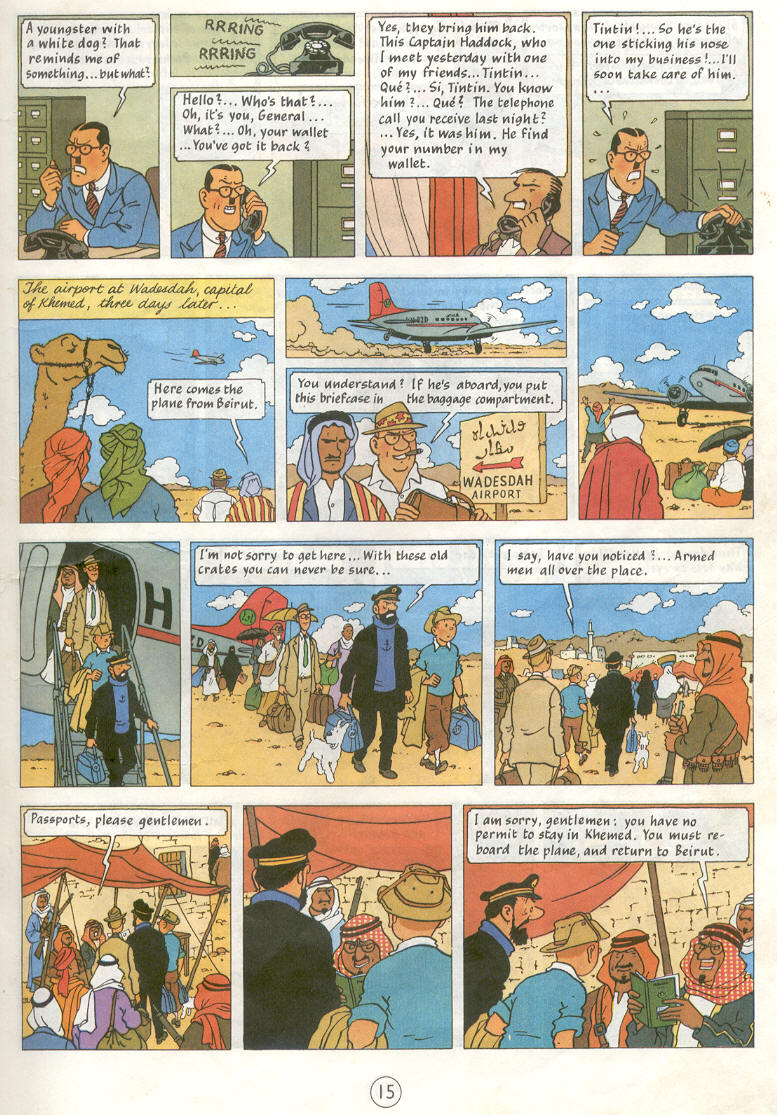 A youngster with
a white dog? That
reminds me of
something...but what?
RRRING
RRRING
Hello?... Who's that?...
Oh, it's you, General...
What?... Oh, your wallet
...You've got it back?
Yes, they bring him back.
This Captain Haddock, who
I meet yesterday with one
of my friends... Tintin...
Qué?... Si, Tintin. You know
him?... Qué? The telephone
call you receive last night?
... Yes, it was him. He find
your number in my
wallet.
Tintin!... So he's the
one sticking his nose
into my business!...I'll
soon take care of him.
...
The airport at Wadesdah, capital
of Khemed, three days later...
Here comes the
plane from Beirut.
You understand? If he's aboard, you put
this briefcase in the baggage compartment.
WADESDAH
AIRPORT
H
I'm not sorry to get here... With these old
crates you can never be sure...
I say, have you noticed?... Armed
men all over the place.
Passports, please gentlemen.
I am sorry, gentlemen: you have no
permit to stay in Khemed. You must re-
board the plane, and return to Beirut.
15